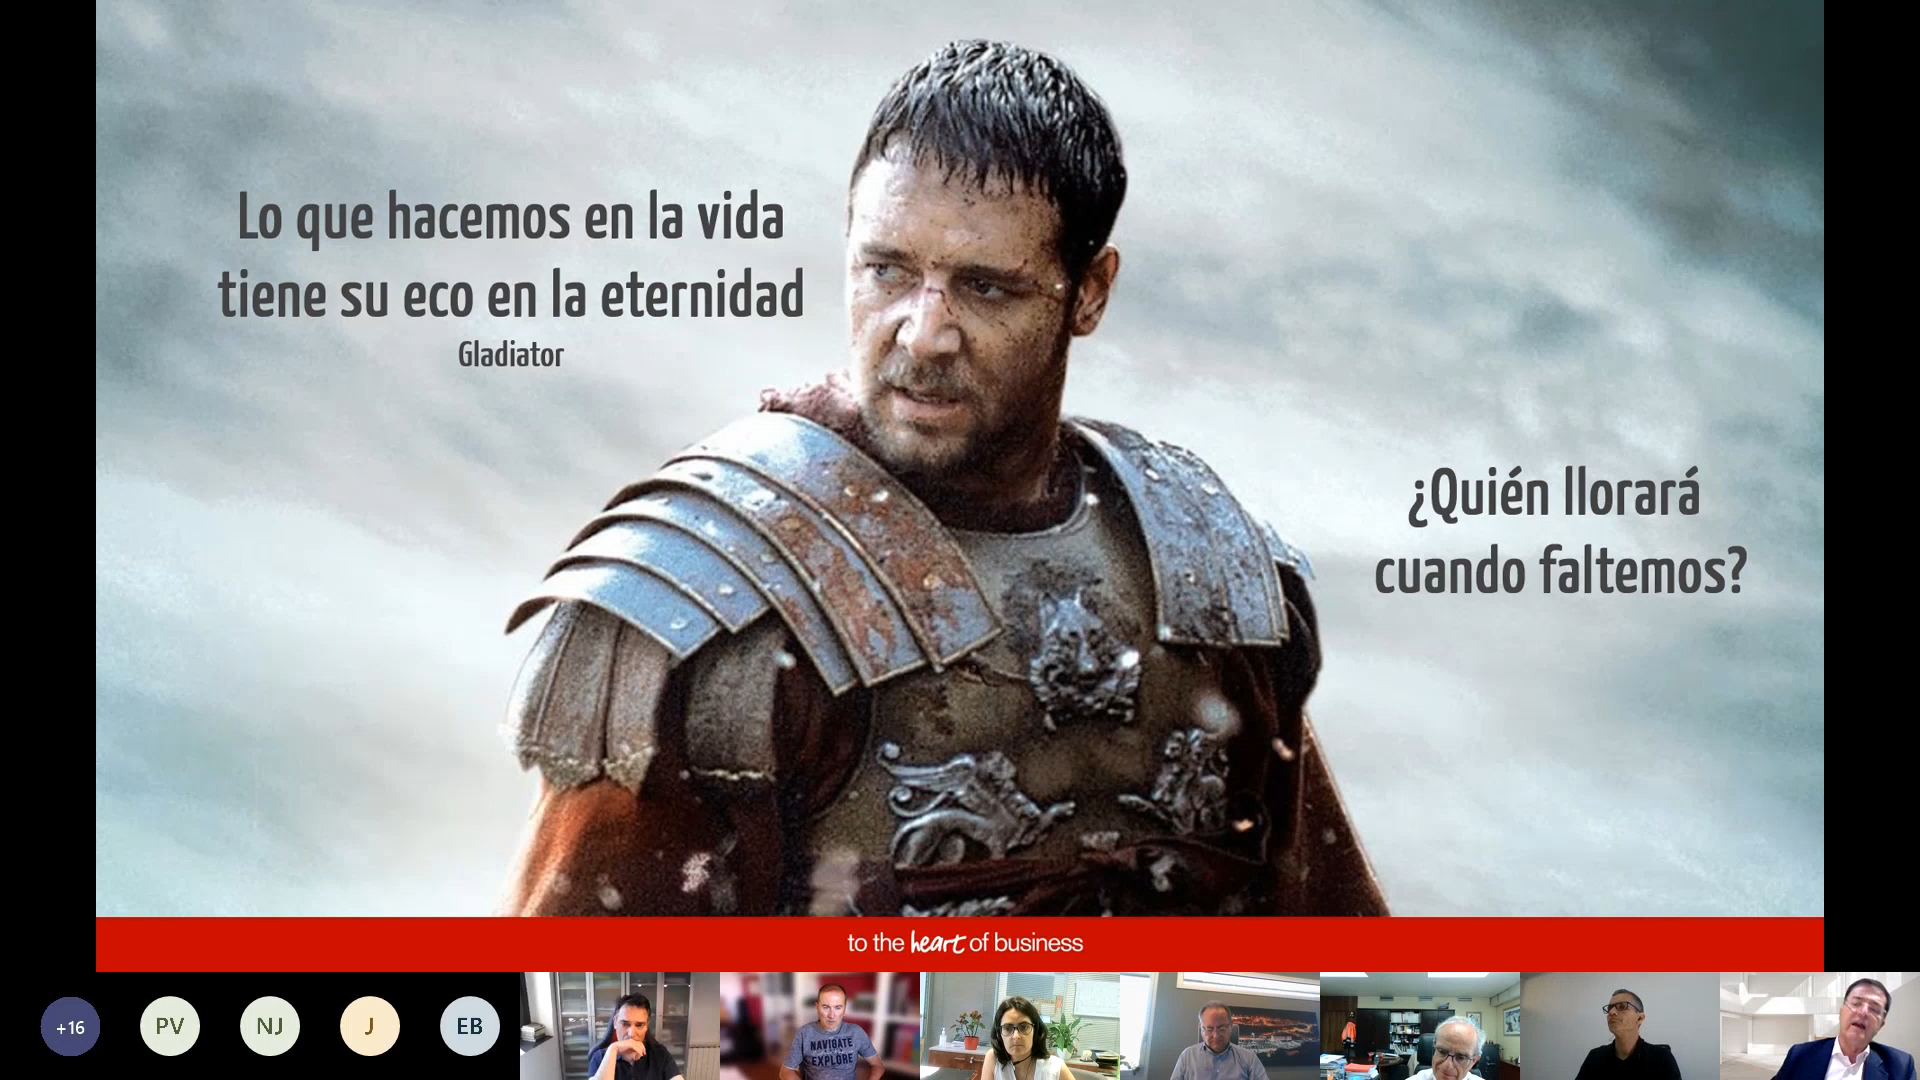 Lo que hacemos en la vida
tiene su eco en la eternidad
Gladiator
¿Quién llorará
cuando faltemos?
to the heart of business
+16
PV
NJ
J
EB
NAVIGATE
EXPLORE